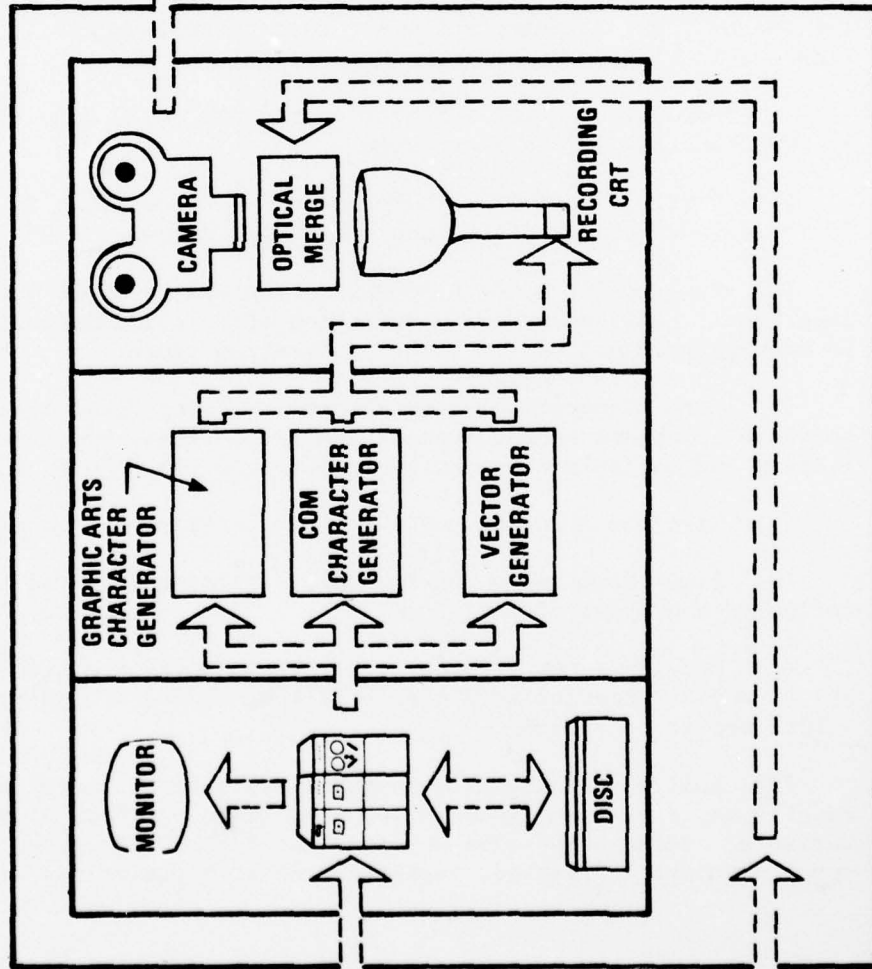 CAMERA
OPTICAL
MERGE
RECORDING
CRT
GRAPHIC ARTS
CHARACTER
GENERATOR
COM
CHARACTER
GENERATOR
VECTOR
GENERATOR
MONITOR
DISC